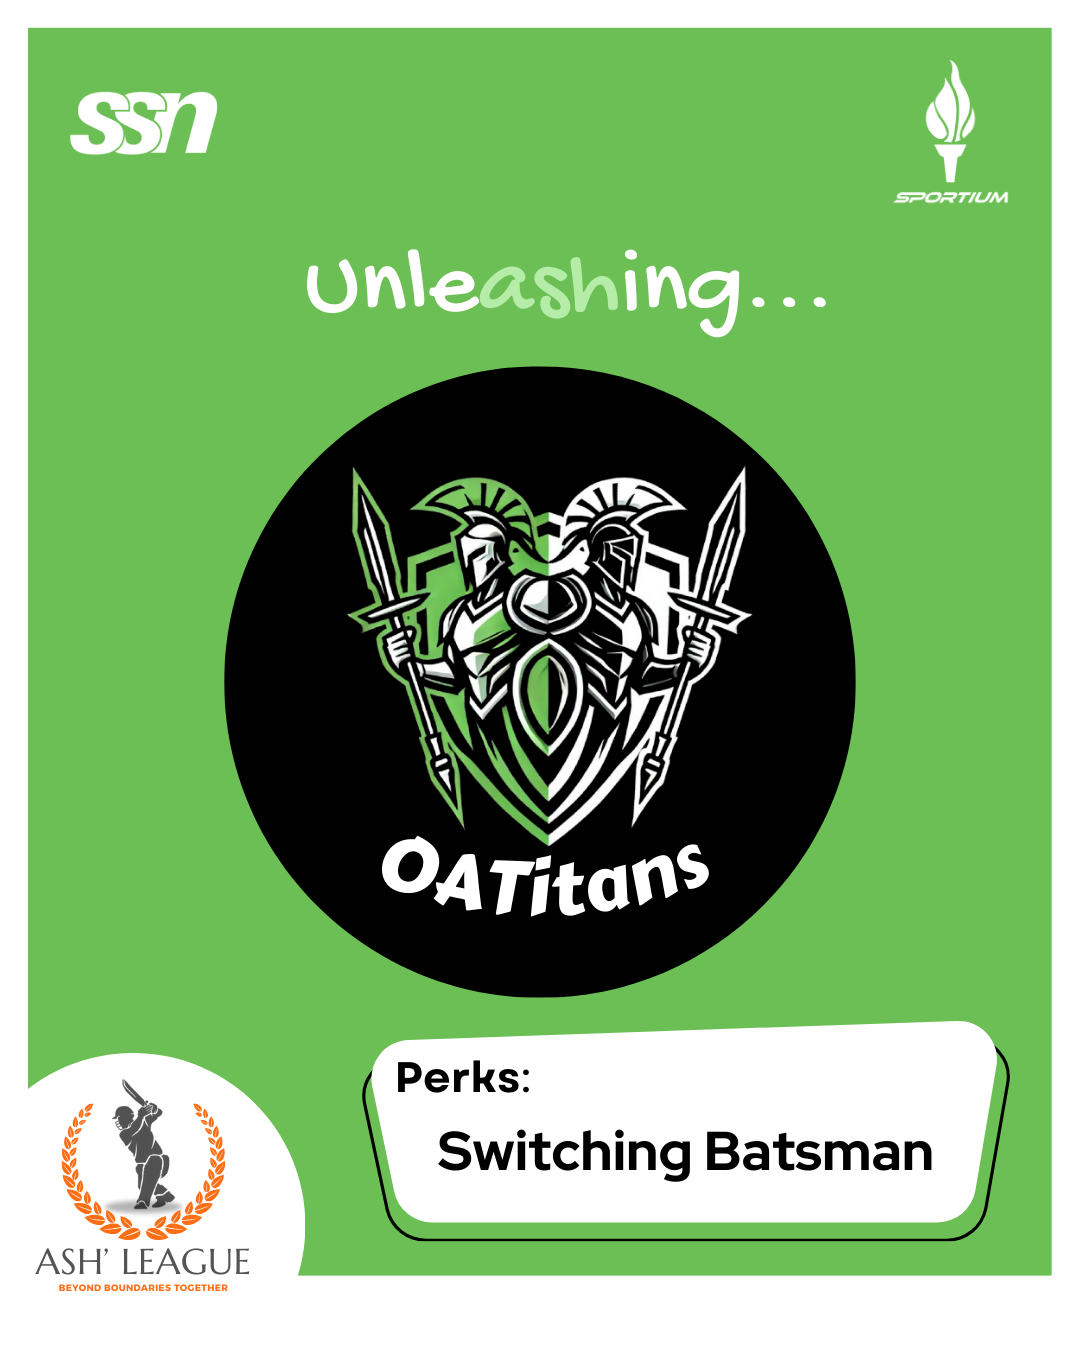 ssn
SPORTIUM
Unleashing...
OATitans
Perks:
Switching Batsman
ASH' LEAGUE
BEYOND BOUNDARIES TOGETHER